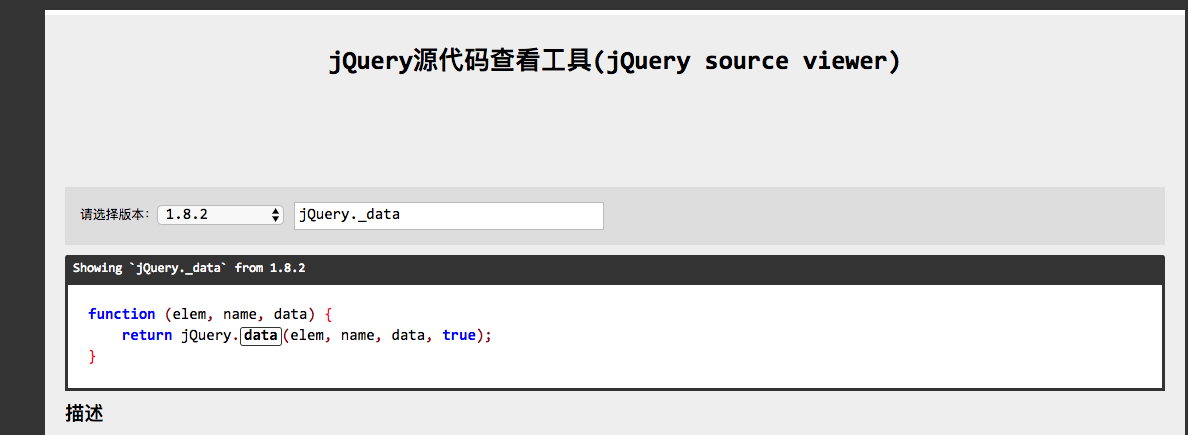 jQuery源代码查看工具(jQuery source viewer)
请选择版本: 1.8.2 jQuery._data
Showing `jQuery._data` from 1.8.2
function (elem, name, data) {
    return jQuery.data(elem, name, data, true);
}
描述